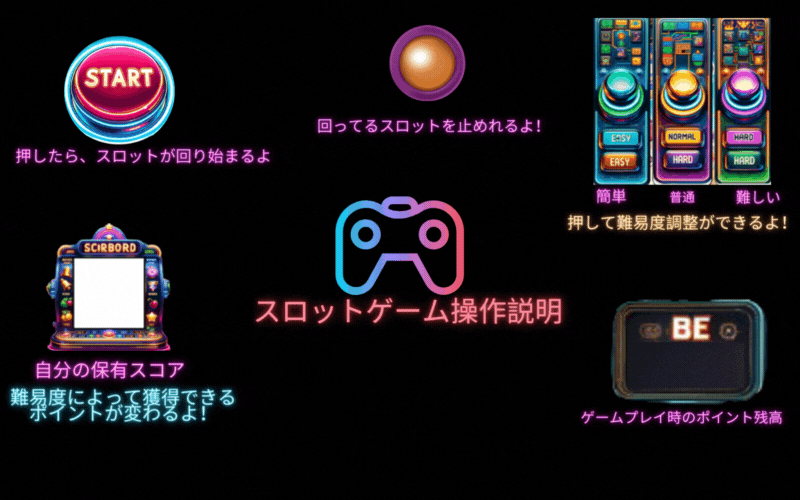 START
押したら、スロットが回り始まるよ
回ってるスロットを止めれるよ！
EASY
EASY
NORMAL
HARD
HARD
HARD
簡単
普通
難しい
押して難易度調整ができるよ！
スロットゲーム操作説明
SCIRBORD
自分の保有スコア
難易度によって獲得できる
ポイントが変わるよ！
BE
ゲームプレイ時のポイント残高